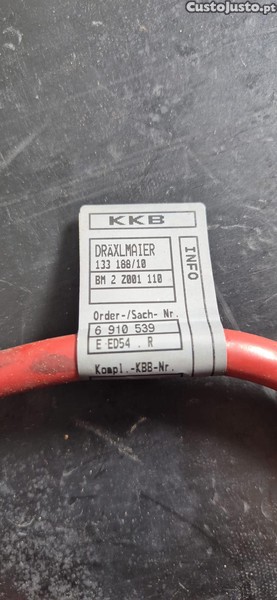 CustoJusto.pt
KKB
DRÄXLMAIER
133 188/10
BM 2 Z001 110
INFO
Order-/Sach- Nr.
6 910 539
E ED54 . R
Kompl.-KBB-Nr.